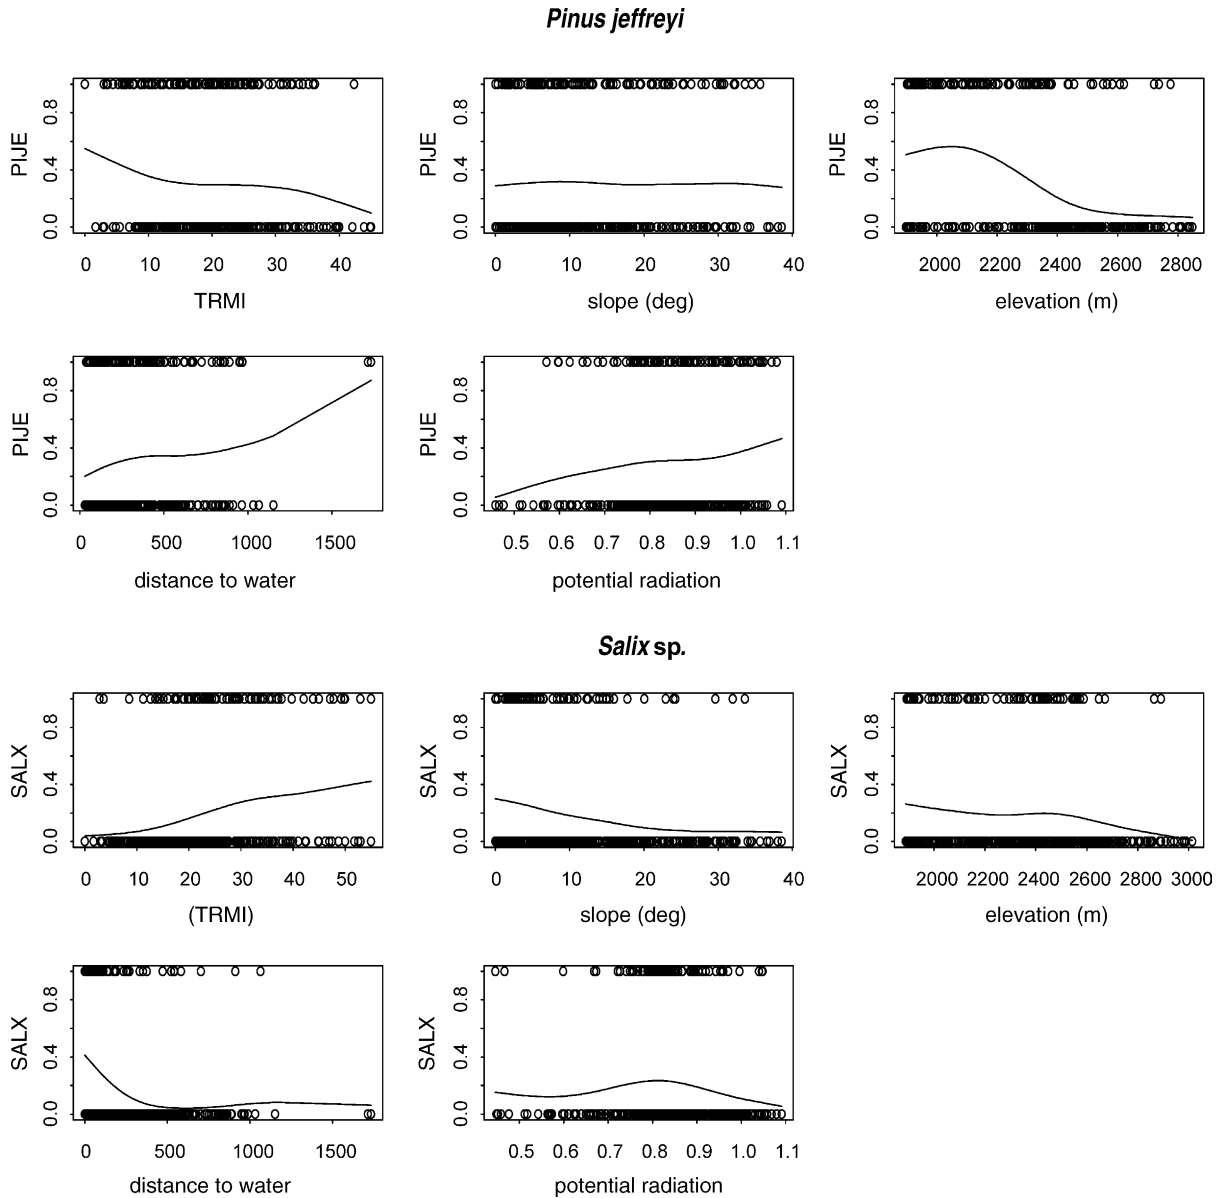 Pinus jeffreyi
PIJE
0.0 0.4 0.8
0 10 20 30 40
TRMI
PIJE
0.0 0.4 0.8
0 10 20 30 40
slope (deg)
PIJE
0.0 0.4 0.8
2000 2200 2400 2600 2800
elevation (m)
PIJE
0.0 0.4 0.8
0 500 1000 1500
distance to water
PIJE
0.0 0.4 0.8
0.5 0.6 0.7 0.8 0.9 1.0 1.1
potential radiation
Salix sp.
SALX
0.0 0.4 0.8
0 10 20 30 40 50
(TRMI)
SALX
0.0 0.4 0.8
0 10 20 30 40
slope (deg)
SALX
0.0 0.4 0.8
2000 2200 2400 2600 2800 3000
elevation (m)
SALX
0.0 0.4 0.8
0 500 1000 1500
distance to water
SALX
0.0 0.4 0.8
0.5 0.6 0.7 0.8 0.9 1.0 1.1
potential radiation